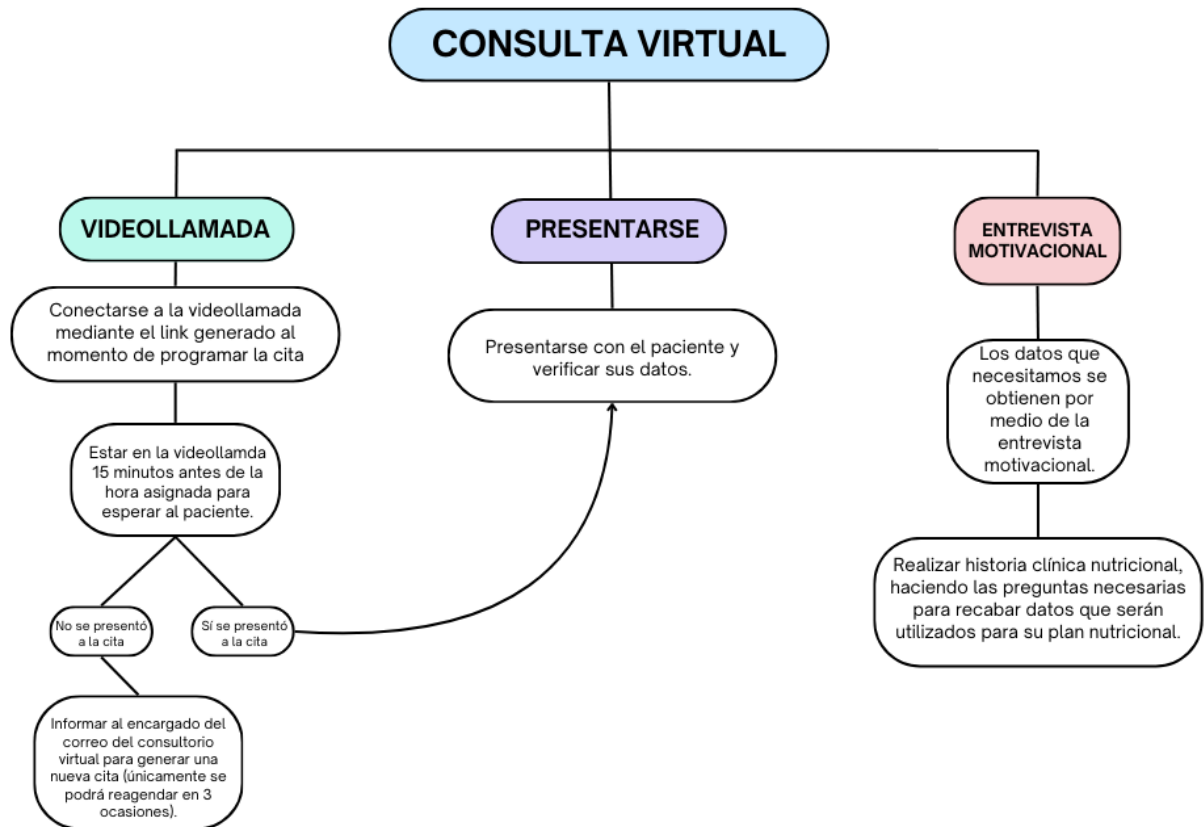 CONSULTA VIRTUAL
VIDEOLLAMADA
Conectarse a la videollamada
mediante el link generado al
momento de programar la cita
Estar en la videollamda
15 minutos antes de la
hora asignada para
esperar al paciente.
No se presentó
a la cita
Sí se presentó
a la cita
Informar al encargado del
correo del consultorio
virtual para generar una
nueva cita (únicamente se
podrá reagendar en 3
ocasiones).
PRESENTARSE
Presentarse con el paciente y
verificar sus datos.
ENTREVISTA
MOTIVACIONAL
Los datos que
necesitamos se
obtienen por
medio de la
entrevista
motivacional.
Realizar historia clínica nutricional,
haciendo las preguntas necesarias
para recabar datos que serán
utilizados para su plan nutricional.